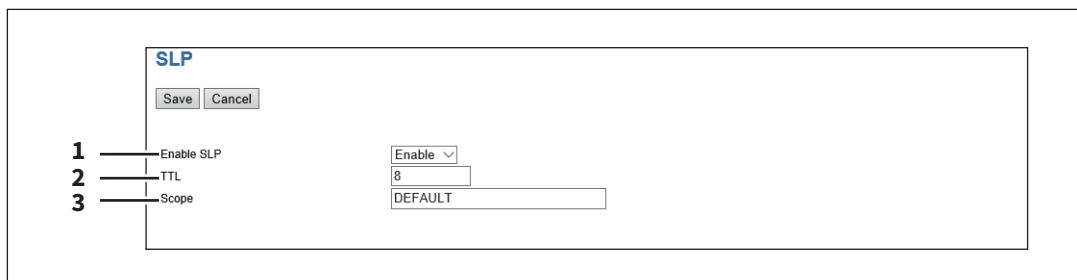 SLP
Save Cancel
1 Enable SLP Enable
2 TTL 8
3 Scope DEFAULT